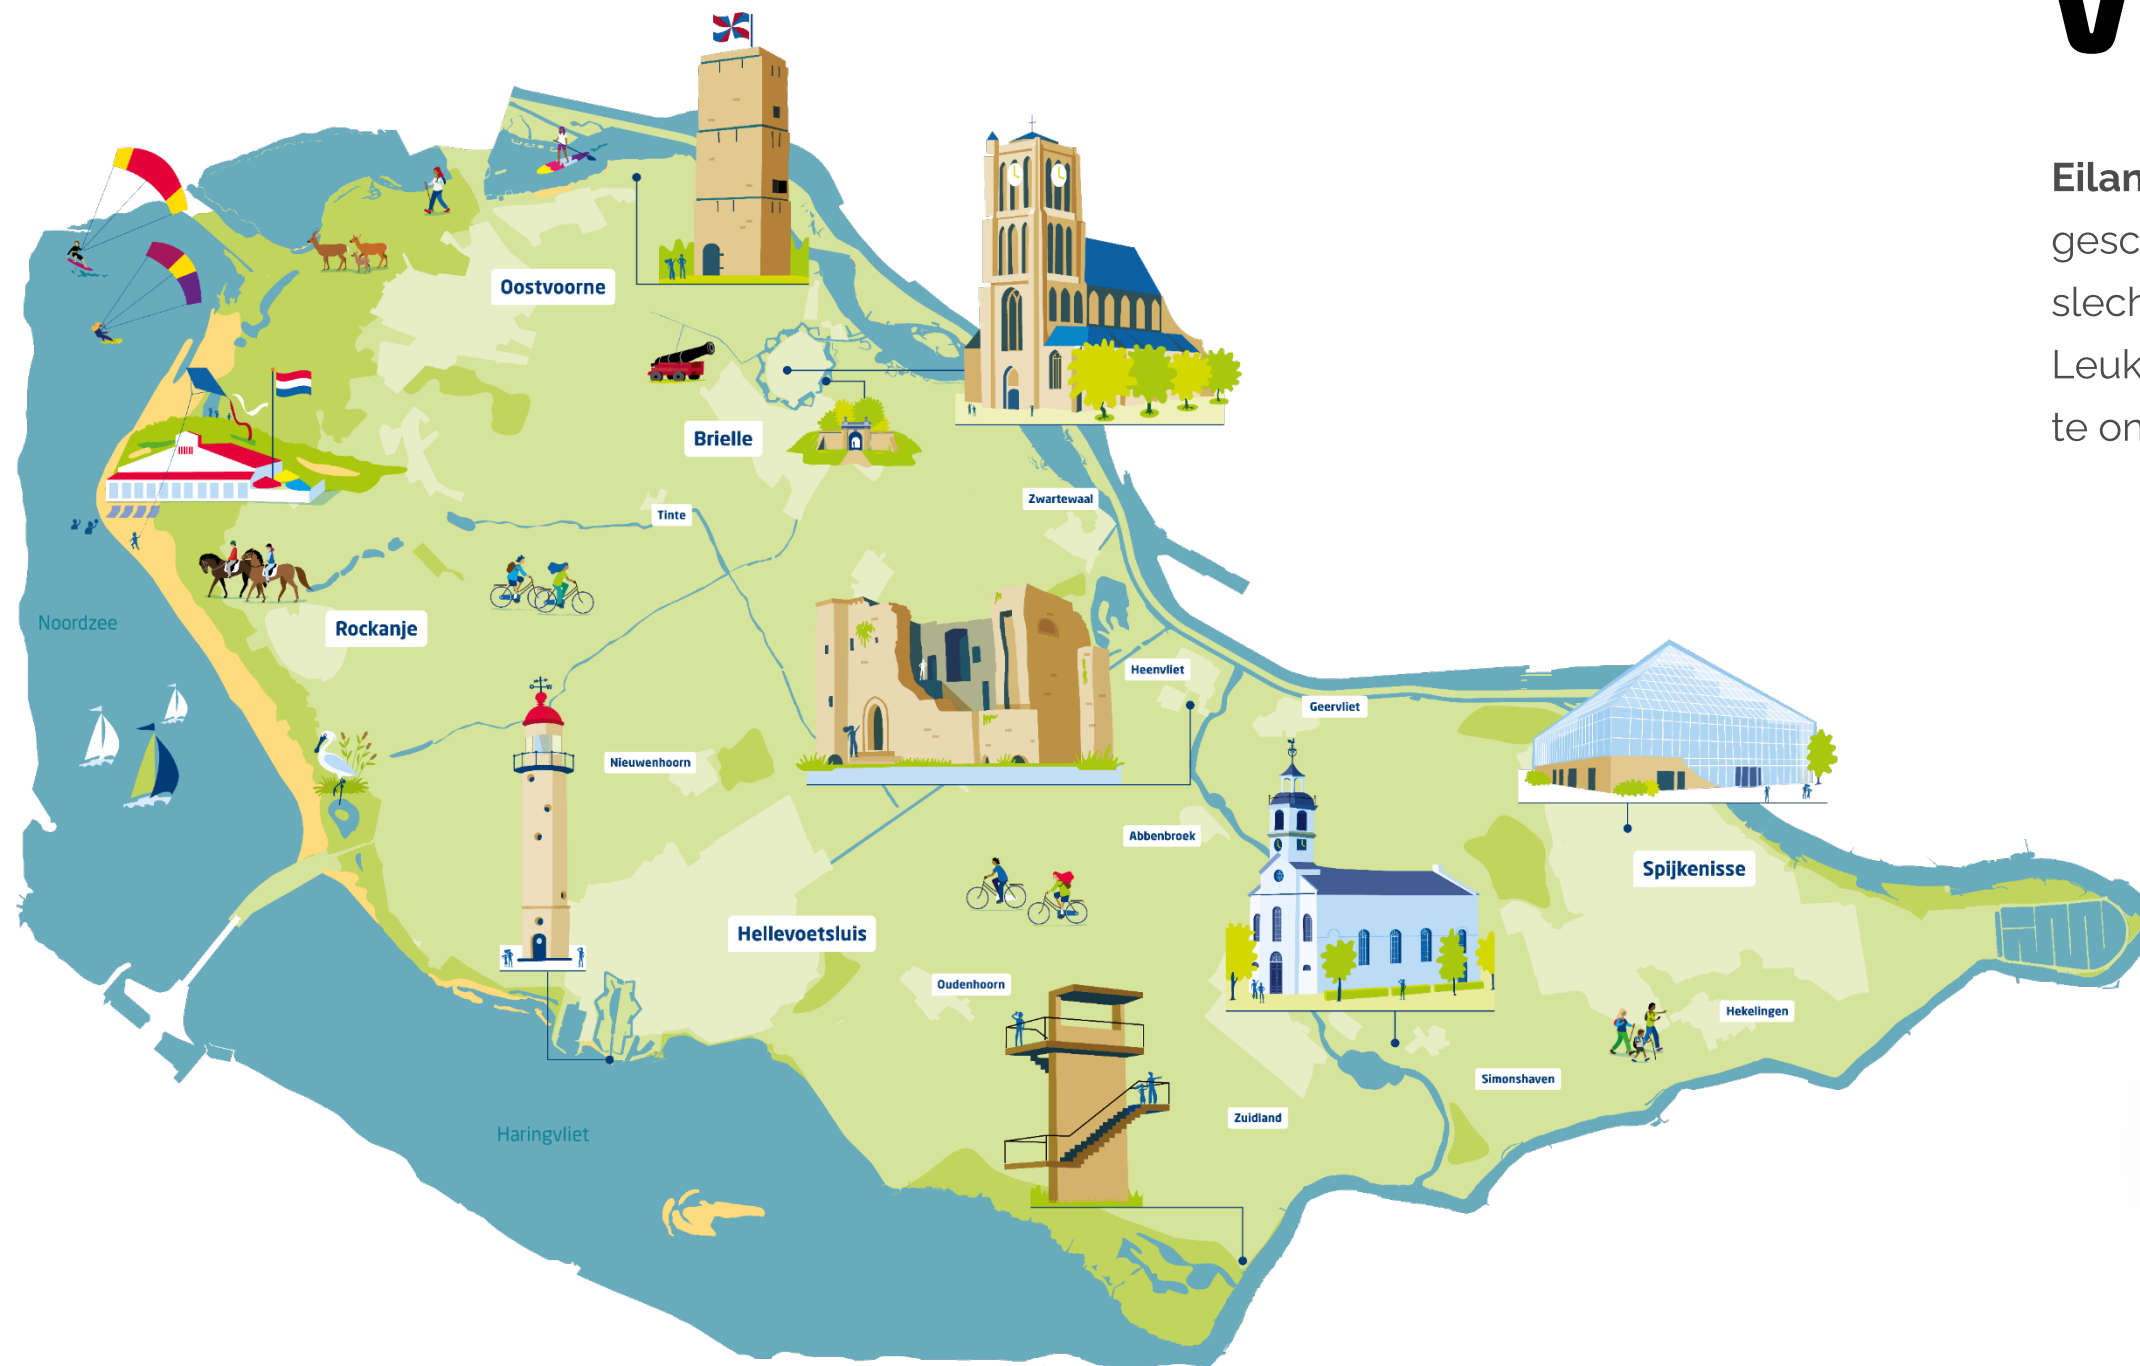 Oostvoorne
Brielle
Zwartewaal
Tinte
Noordzee
Rockanje
Heenvliet
Geervliet
Nieuwenhoorn
Abbenbroek
Spijkenisse
Hellevoetsluis
Oudenhoorn
Hekelingen
Simonshaven
Zuidland
Haringvliet
Eilan
gesc
slech
Leuk
te on